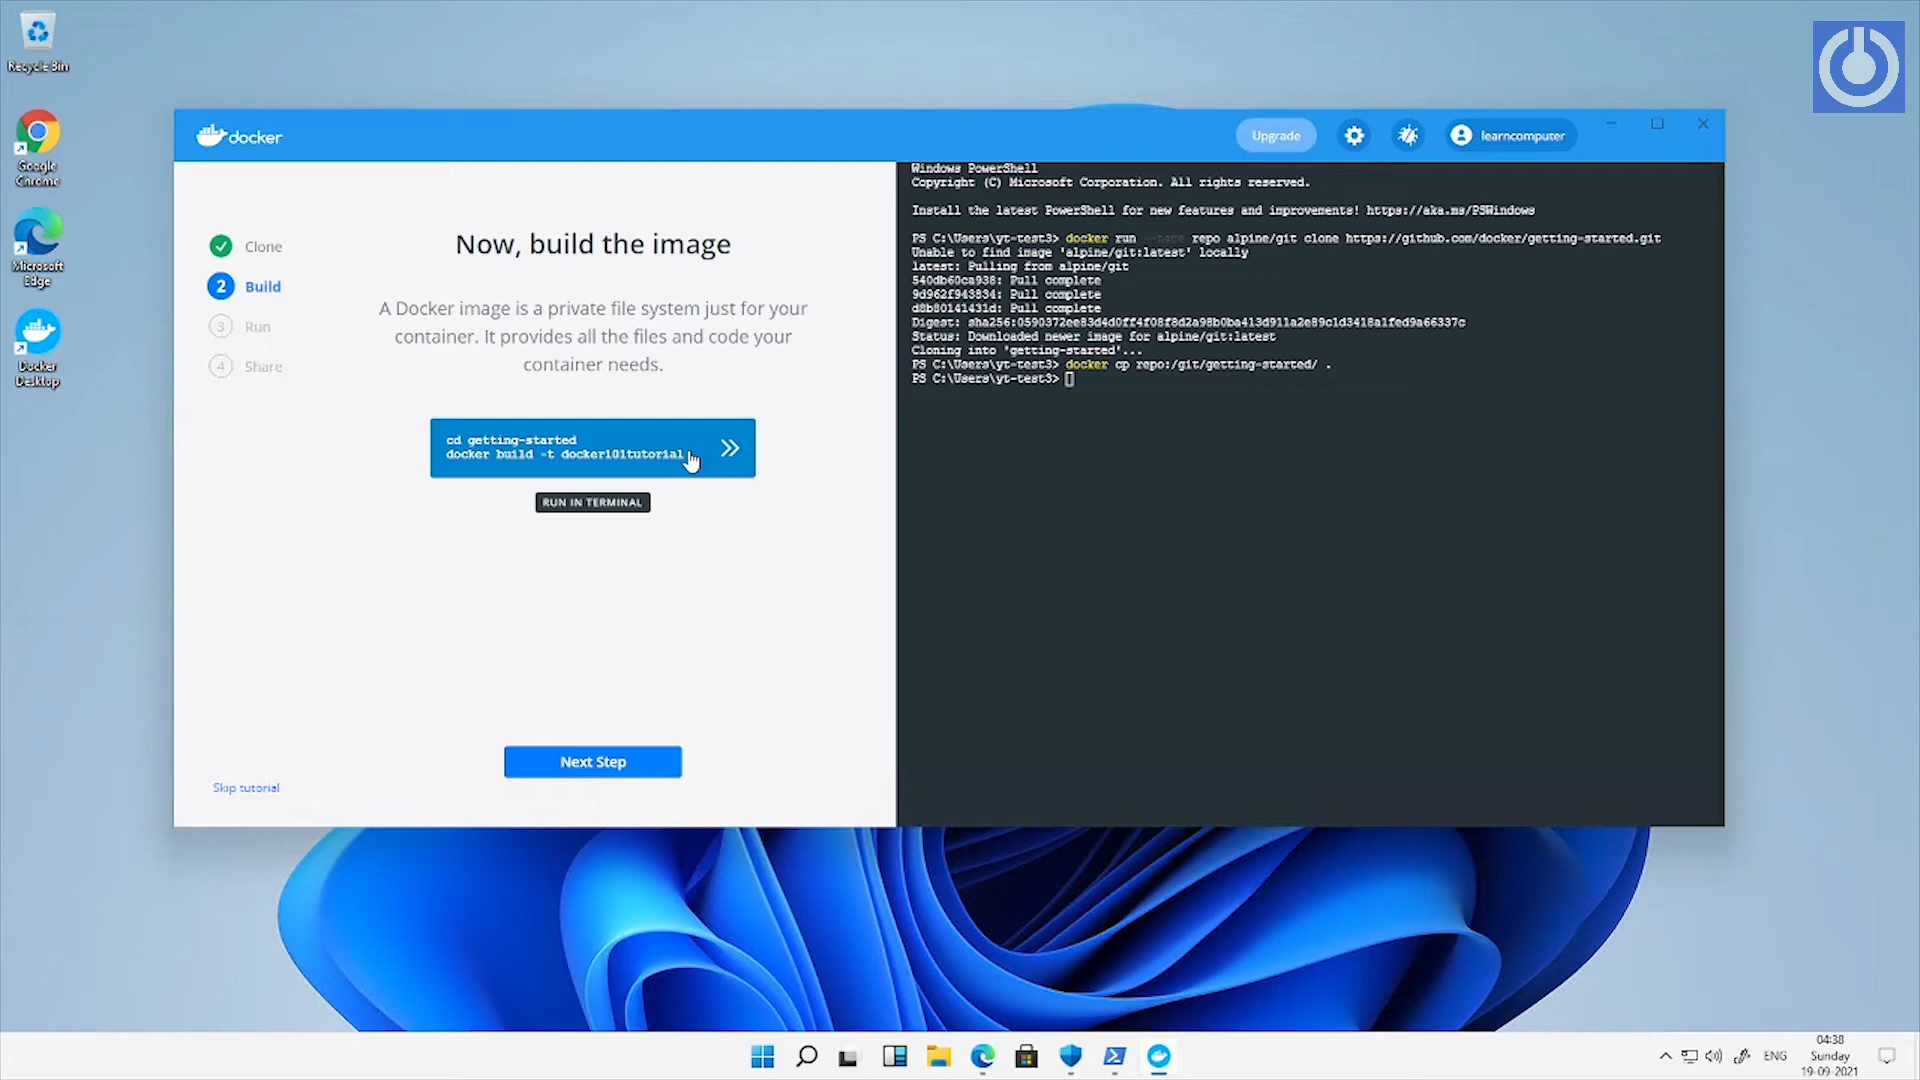 Recycle Bin
Google
Chrome
Microsoft
Edge
Docker
Desktop
docker
Upgrade
learncomputer
Clone
2 Build
3 Run
4 Share
Now, build the image
A Docker image is a private file system just for your
container. It provides all the files and code your
container needs.
cd getting-started
docker build -t docker101tutorial
RUN IN TERMINAL
Next Step
Skip tutorial
Windows PowerShell
Copyright (C) Microsoft Corporation. All rights reserved.
Install the latest PowerShell for new features and improvements! https://aka.ms/PSWindows
PS C:\Users\yt-test3> docker run --name repo alpine/git clone https://github.com/docker/getting-started.git
Unable to find image 'alpine/git:latest' locally
latest: Pulling from alpine/git
540db60ca938: Pull complete
9d962f943834: Pull complete
d8b80141431d: Pull complete
Digest: sha256:0590372ee83d4d0ff4f08f8d2a98b0ba413d911a2e89c1d3418a1fed9a66337c
Status: Downloaded newer image for alpine/git:latest
Cloning into 'getting-started'...
PS C:\Users\yt-test3> docker cp repo:/git/getting-started/ .
PS C:\Users\yt-test3>
ENG
04:38
Sunday
19-09-2021